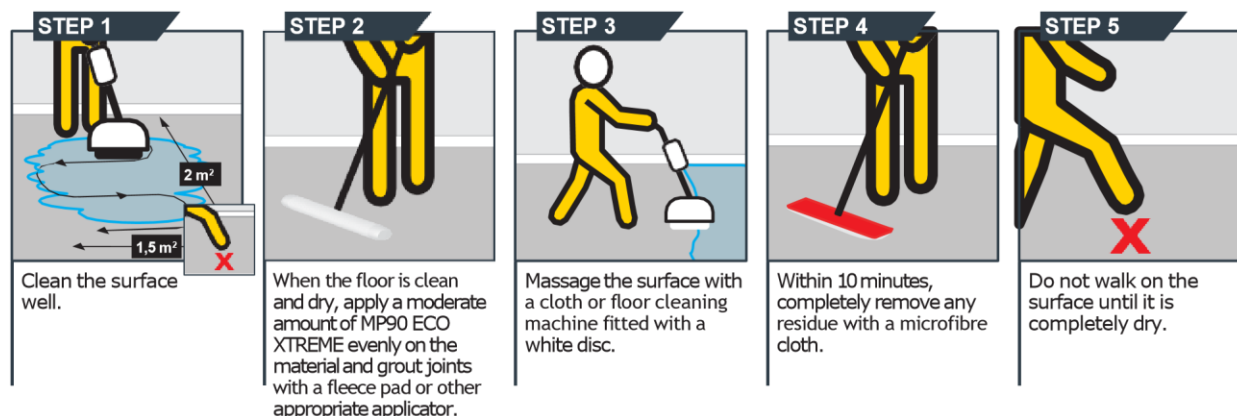 STEP 1
2 m²
1,5 m²
X
Clean the surface
well.
STEP 2
When the floor is clean
and dry, apply a moderate
amount of MP90 ECO
XTREME evenly on the
material and grout joints
with a fleece pad or other
appropriate applicator.
STEP 3
Massage the surface with
a cloth or floor cleaning
machine fitted with a
white disc.
STEP 4
Within 10 minutes,
completely remove any
residue with a microfibre
cloth.
STEP 5
X
Do not walk on the
surface until it is
completely dry.